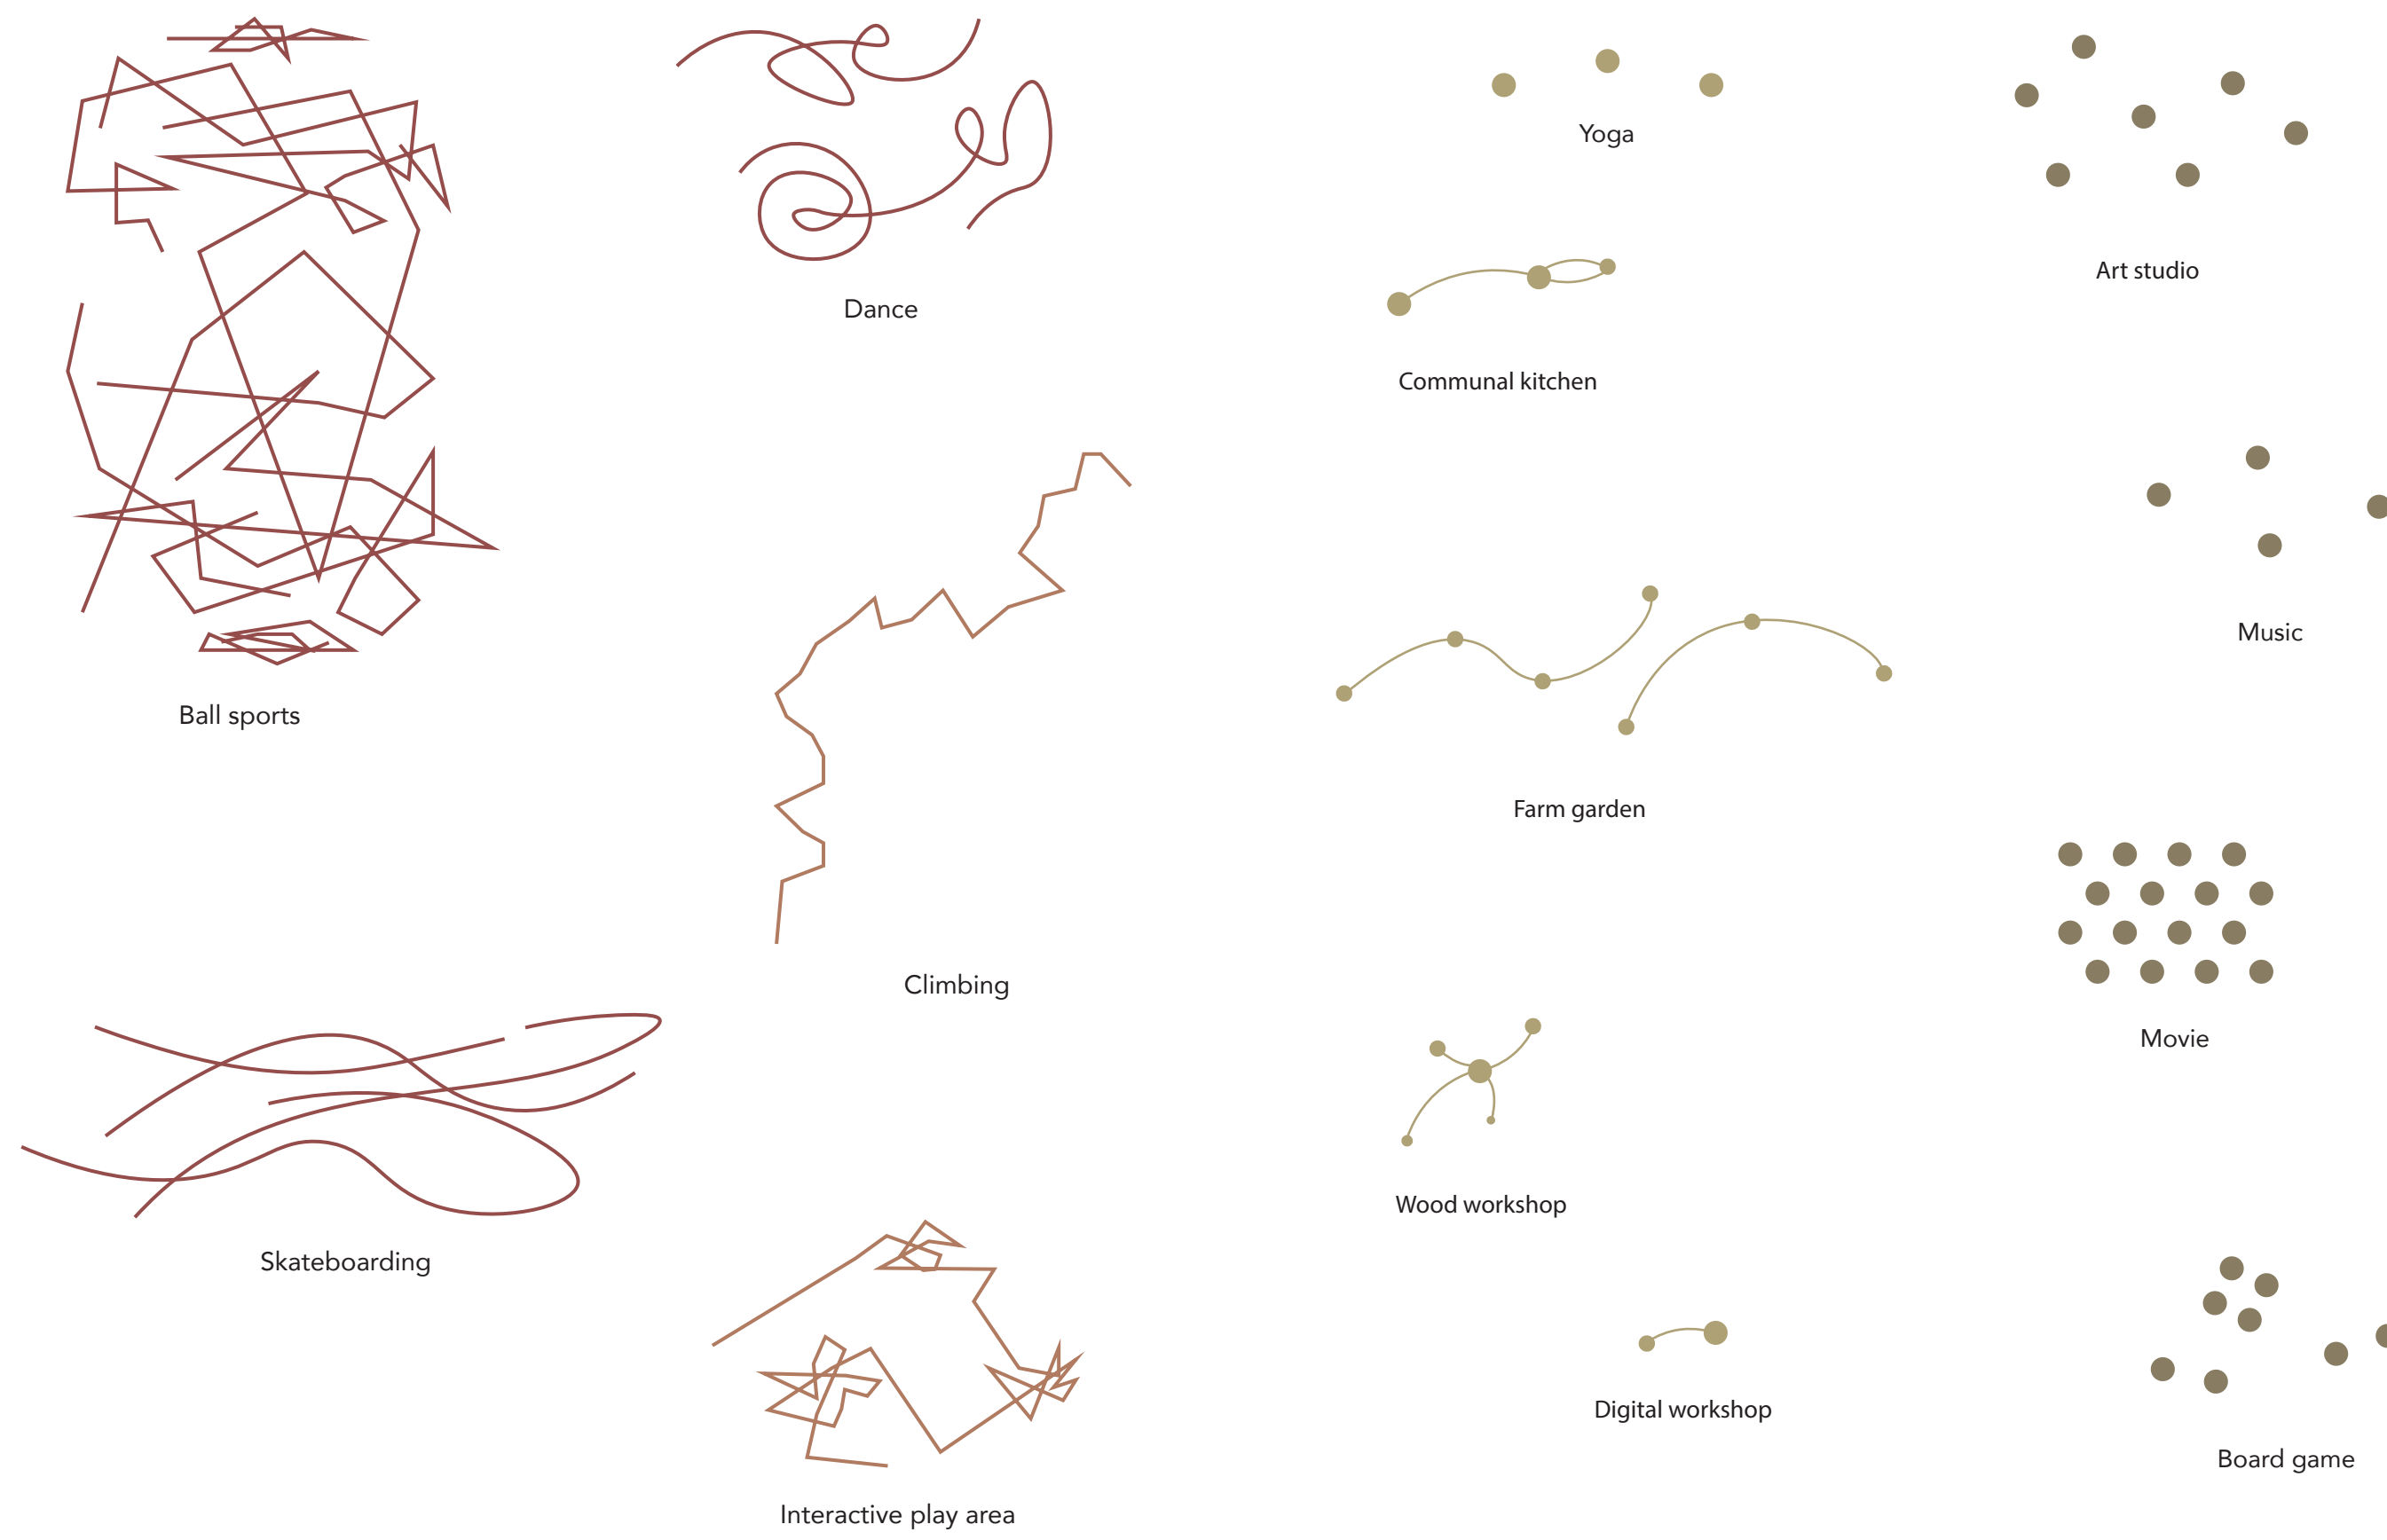 Ball sports
Dance
Yoga
Art studio
Communal kitchen
Climbing
Farm garden
Music
Skateboarding
Wood workshop
Movie
Interactive play area
Digital workshop
Board game